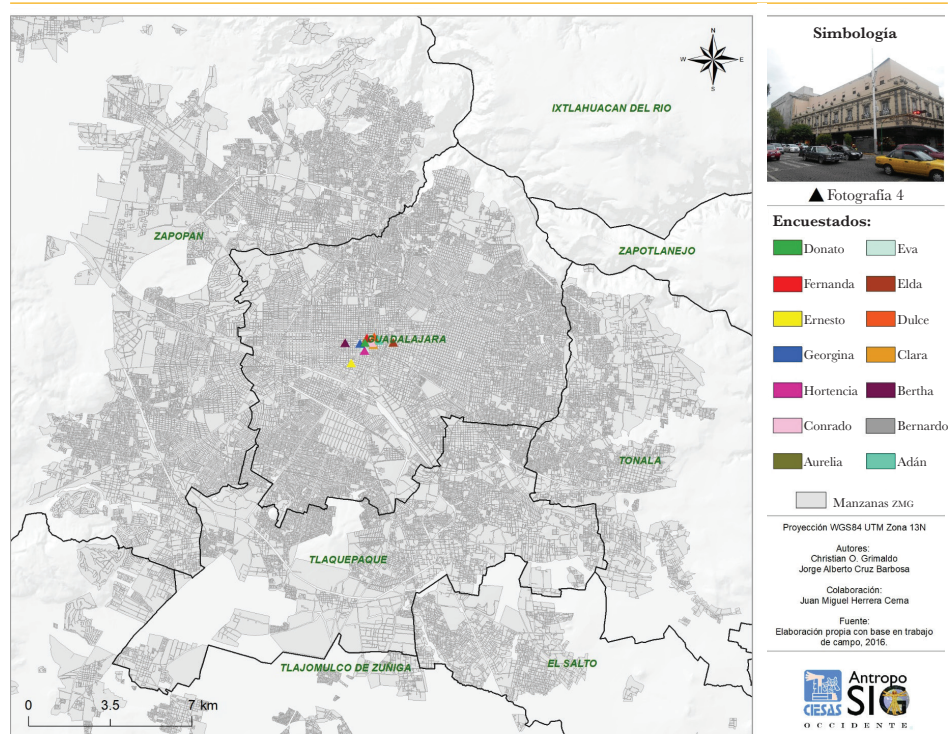 N
W E
S
IXTLAHUACAN DEL RIO
ZAPOPAN
ZAPOTLANEJO
GUADALAJARA
TONALA
TLAQUEPAQUE
TLAJOMULCO DE ZUÑIGA
EL SALTO
0 3.5 7 km
Simbología
Fotografía 4
Encuestados:
Donato Eva
Fernanda Elda
Ernesto Dulce
Georgina Clara
Hortencia Bertha
Conrado Bernardo
Aurelia Adán
Manzanas ZMG
Proyección WGS84 UTM Zona 13N
Autores:
Christian O. Grimaldo
Jorge Alberto Cruz Barbosa
Colaboración:
Juan Miguel Herrera Cema
Fuente:
Elaboración propia con base en trabajo
de campo, 2016.
CIESAS
Antropo
SIG
OCCIDENTE